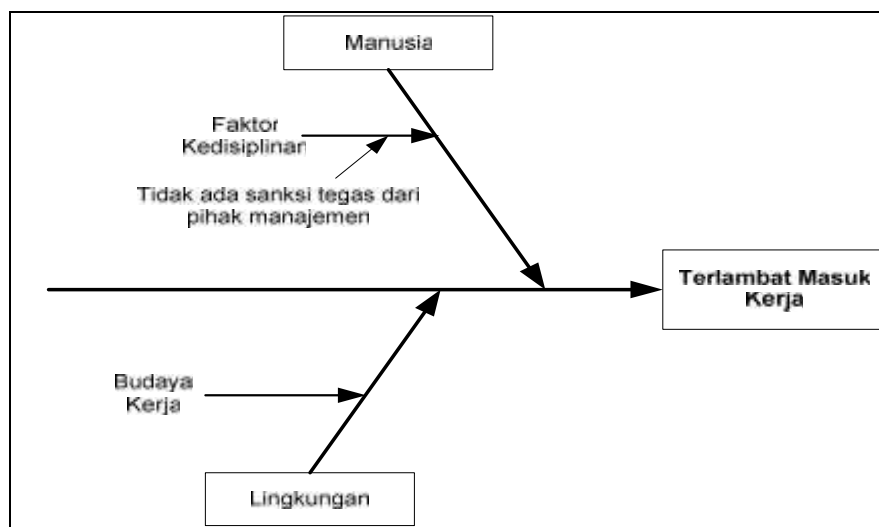 Manusia
Faktor
Kedisiplinan
Tidak ada sanksi tegas dari
pihak manajemen
Terlambat Masuk
Kerja
Budaya
Kerja
Lingkungan